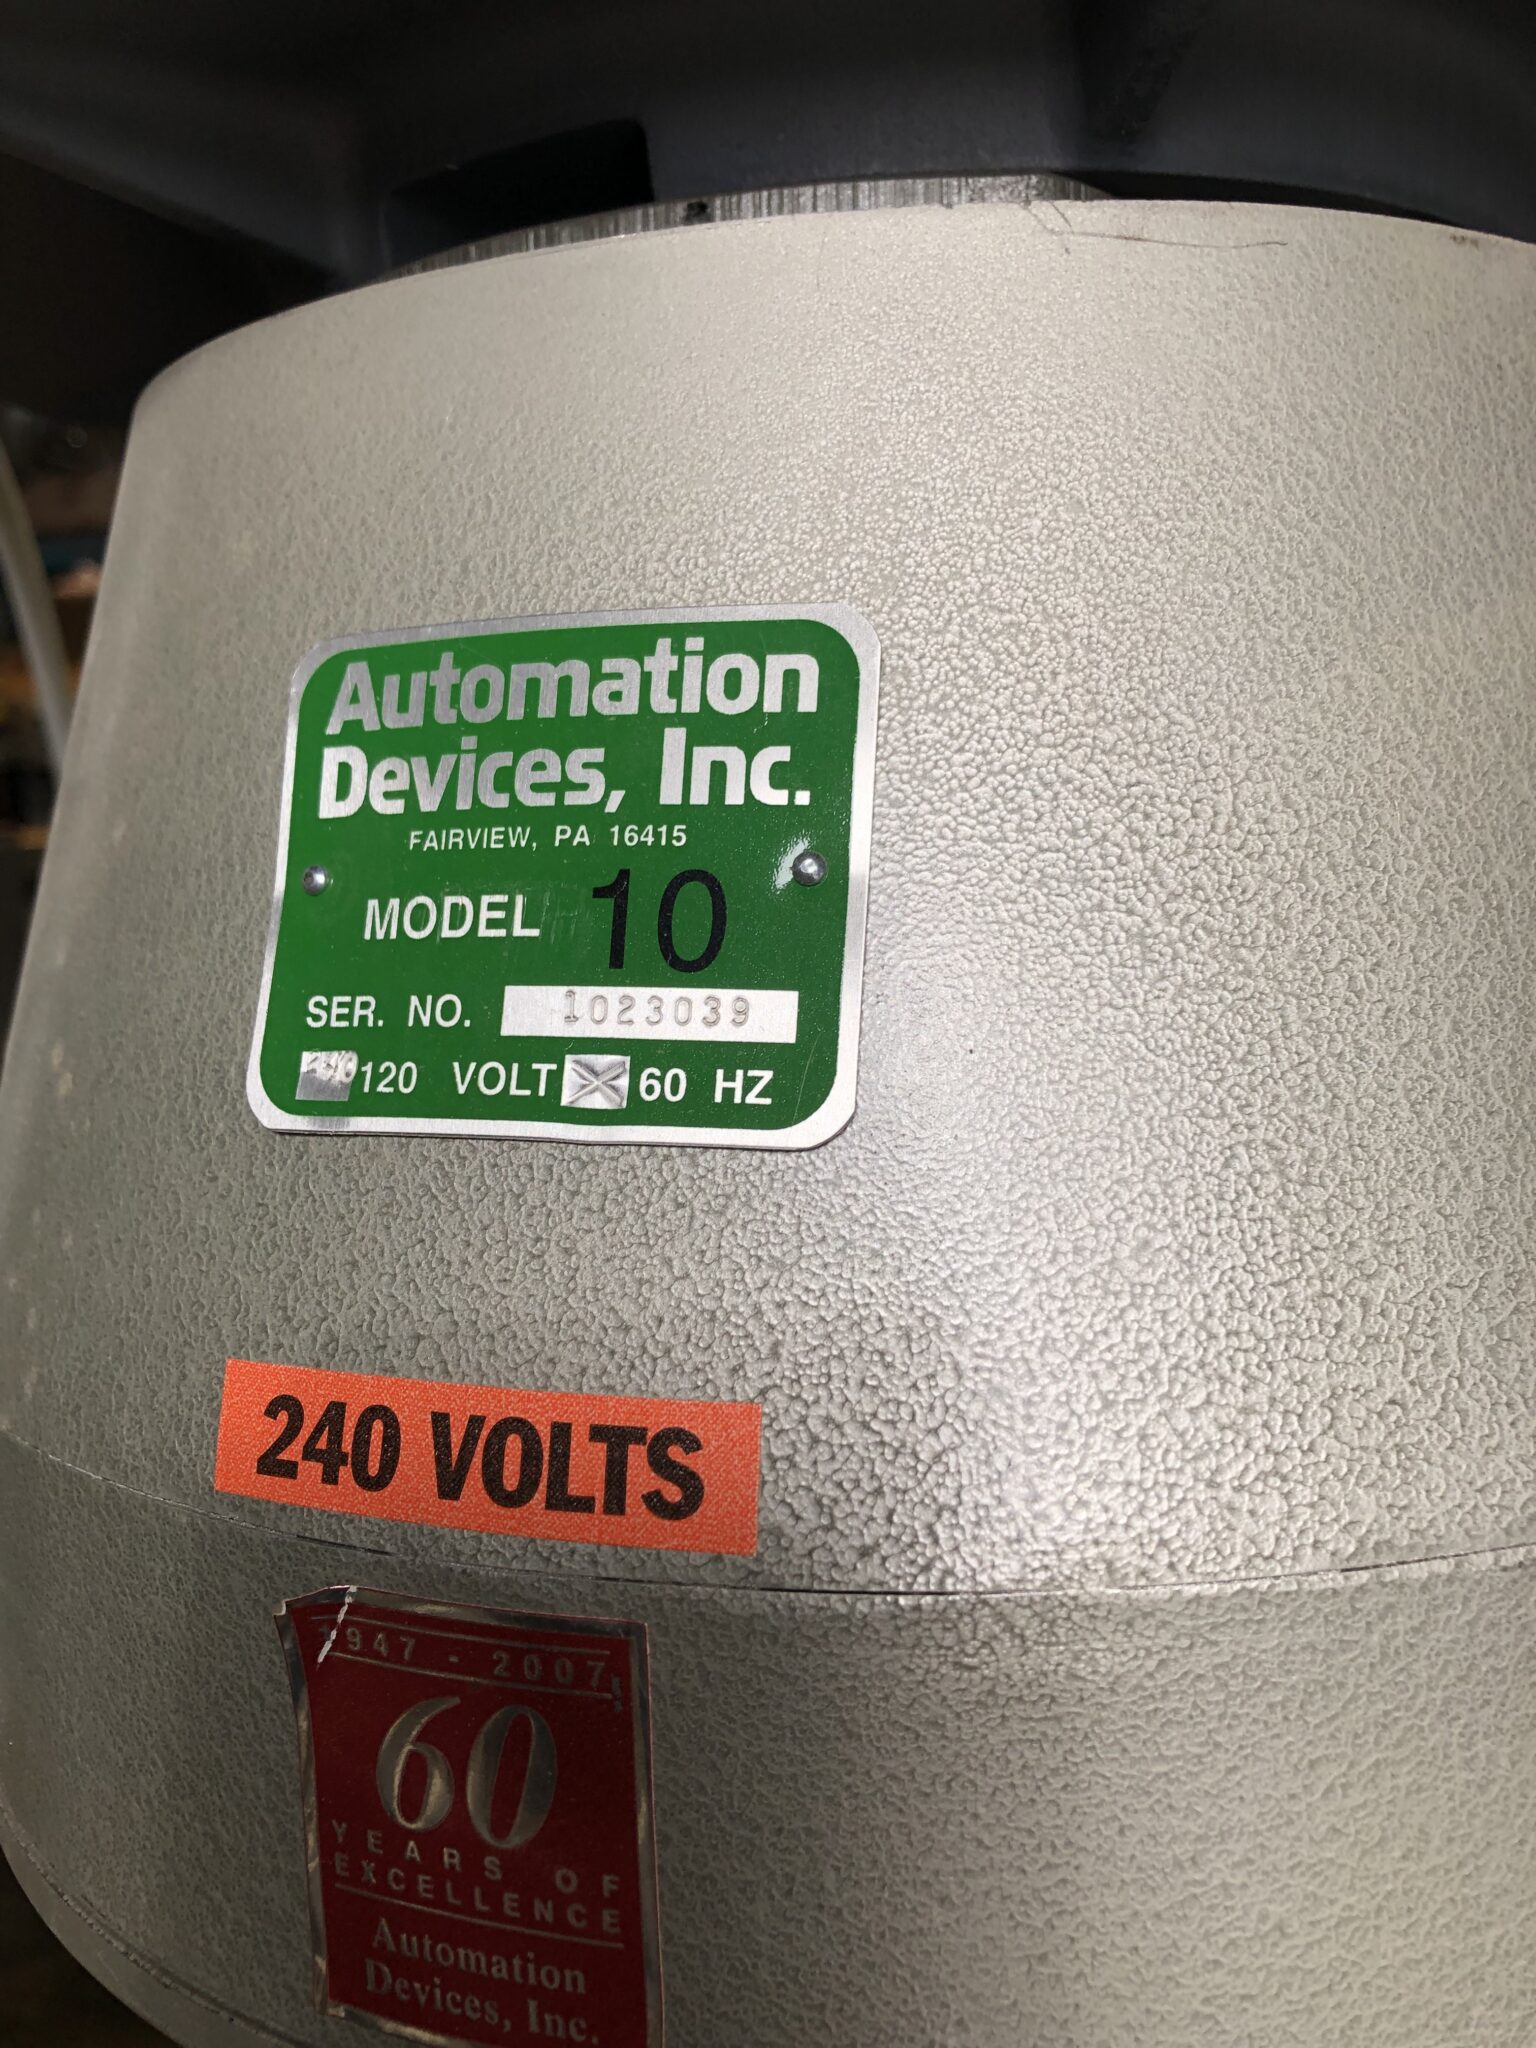 Automation
Devices, Inc.
FAIRVIEW, PA 16415
MODEL 10
SER. NO. 1023039
240 120 VOLT X 60 HZ
240 VOLTS
1947 - 2007
60
YEARS OF
EXCELLENCE
Automation
Devices, Inc.